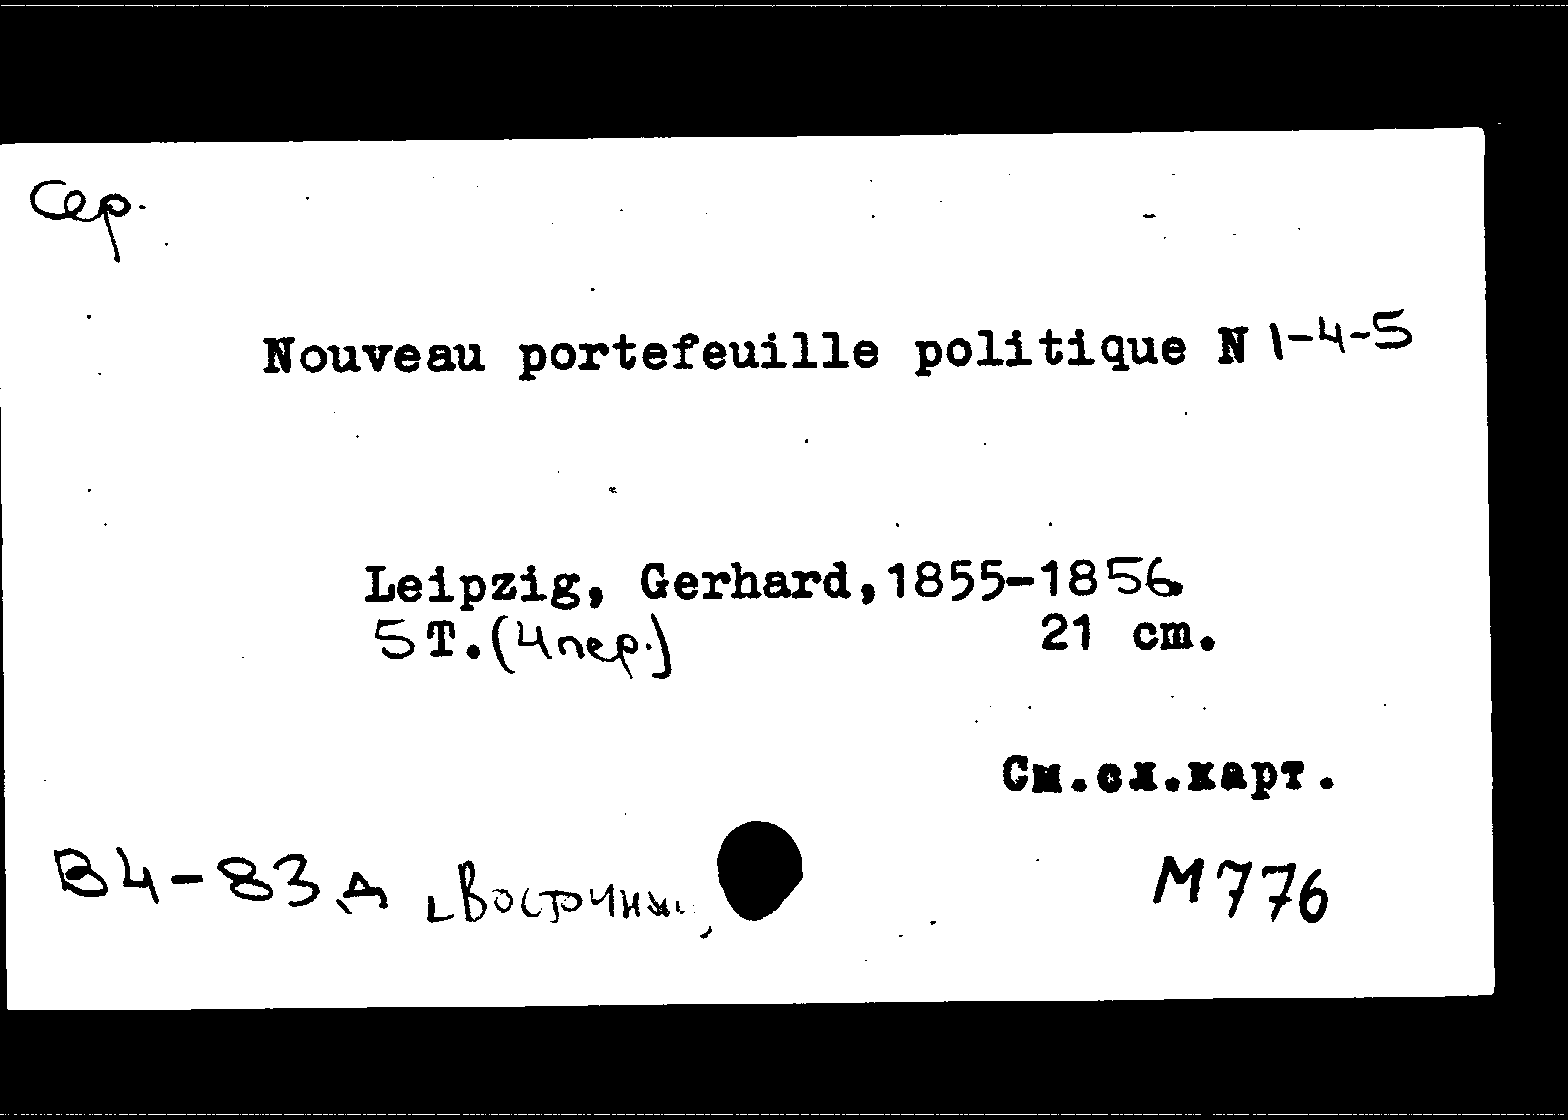 Сер.
Nouveau portefeuille politique N 1-4-5
Leipzig, Gerhard, 1855-1856.
5 T. (4 пер.) 21 cm.
См.сл.карт.
В4-83 д
М776